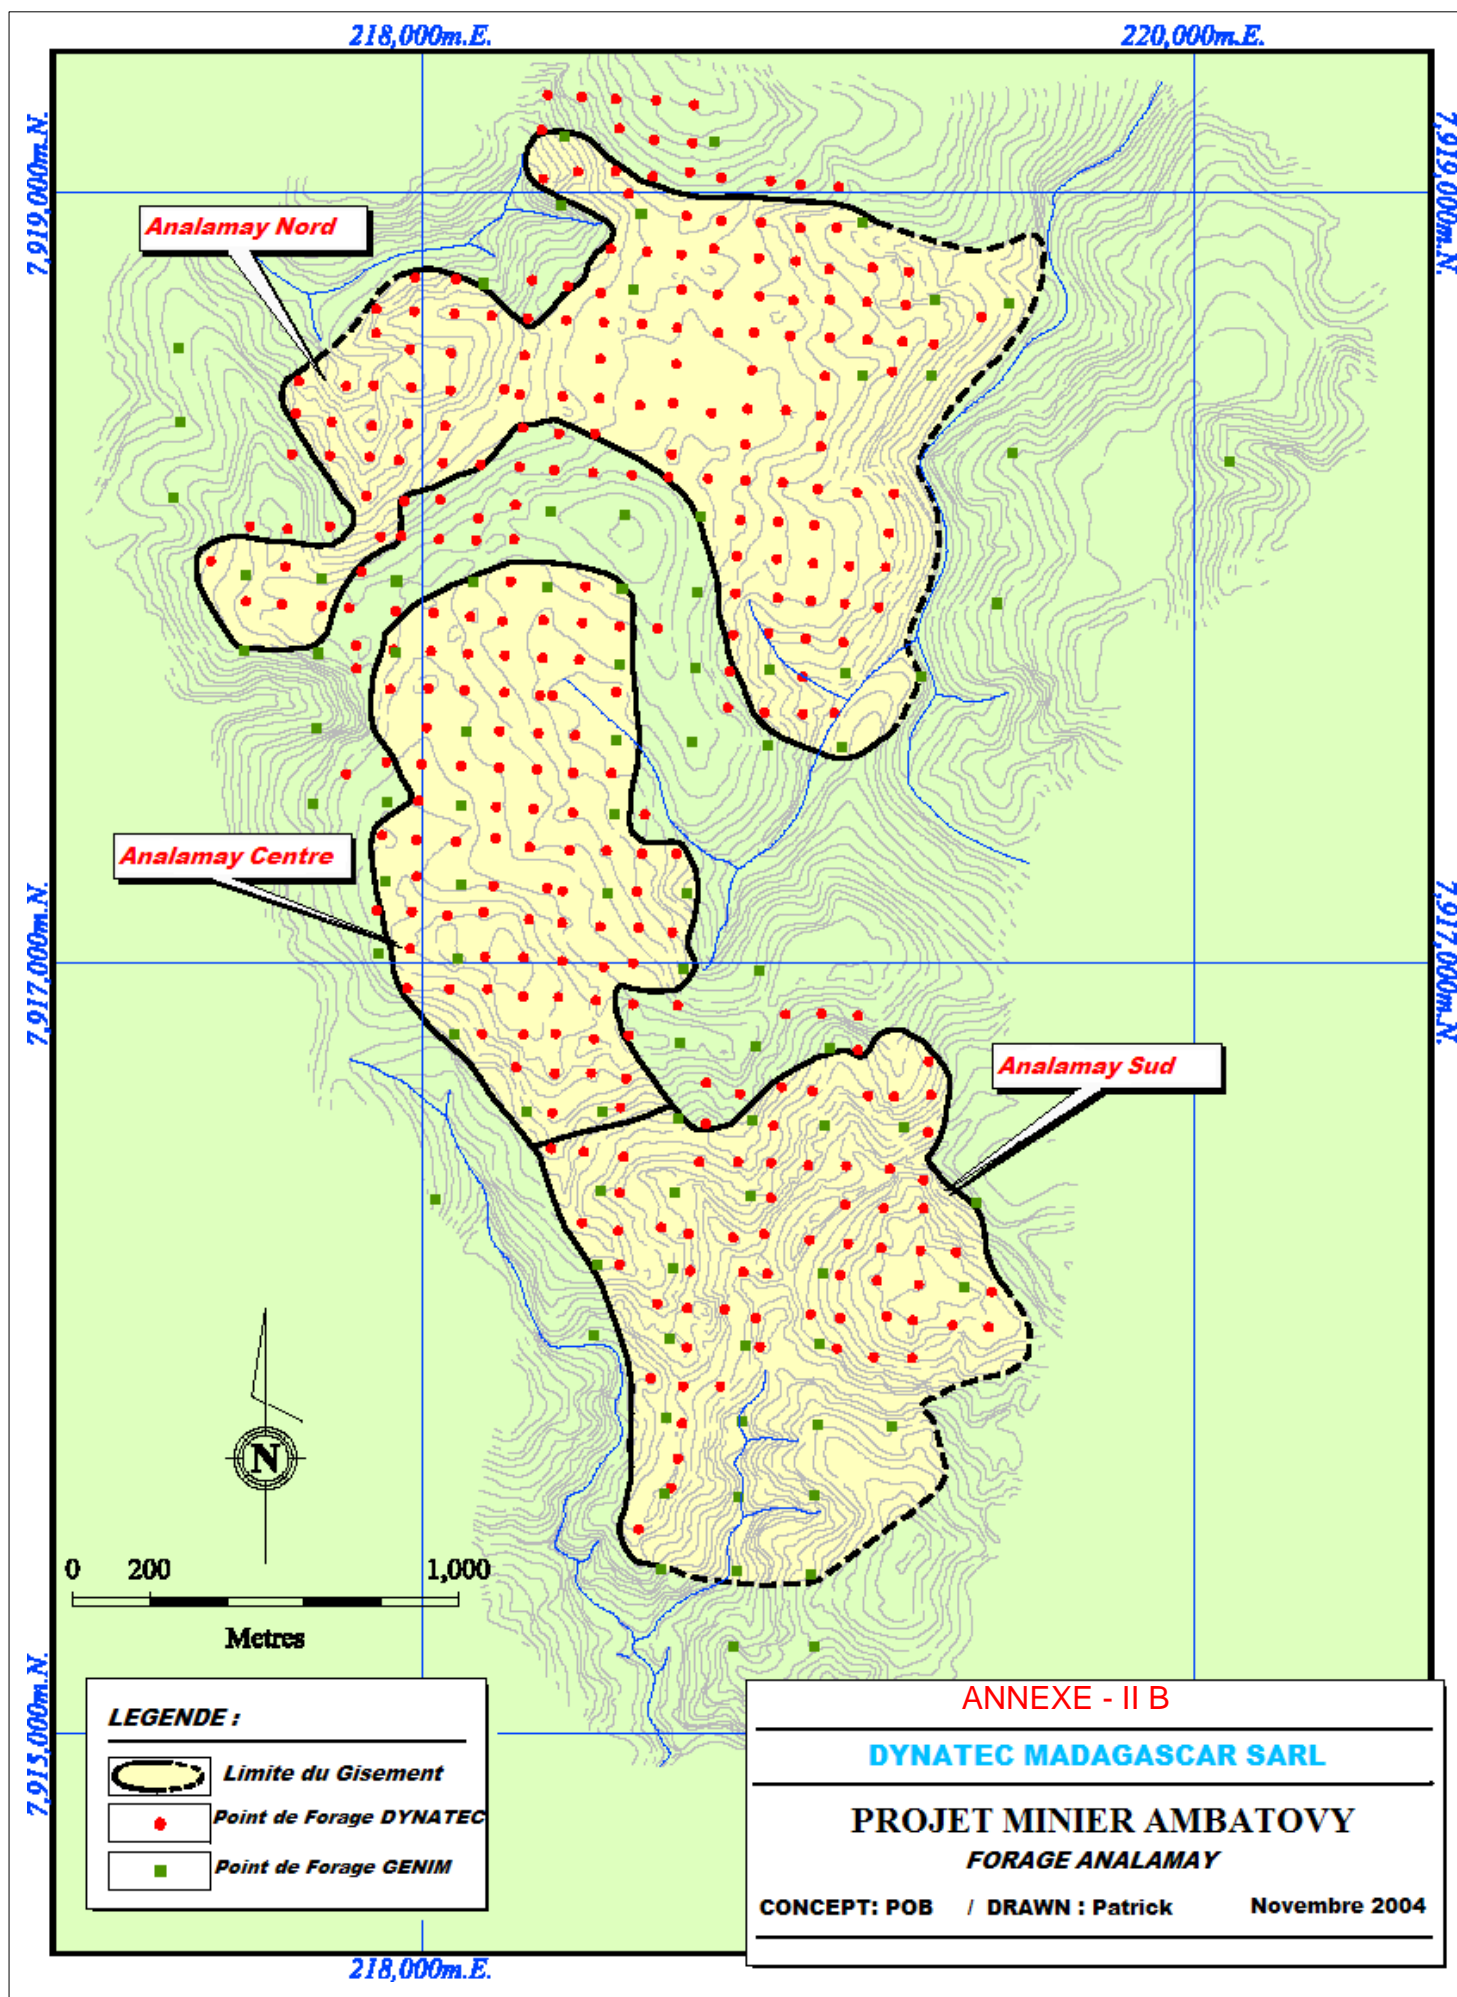 218,000m.E.
220,000m.E.
7,919,000m.N.
7,919,000m.N.
Analamay Nord
Analamay Centre
7,917,000m.N.
7,917,000m.N.
Analamay Sud
N
0 200 1,000
Metres
7,915,000m.N.
LEGENDE :
Limite du Gisement
Point de Forage DYNATEC
Point de Forage GENIM
ANNEXE - II B
DYNATEC MADAGASCAR SARL
PROJET MINIER AMBATOVY
FORAGE ANALAMAY
CONCEPT: POB / DRAWN : Patrick Novembre 2004
218,000m.E.